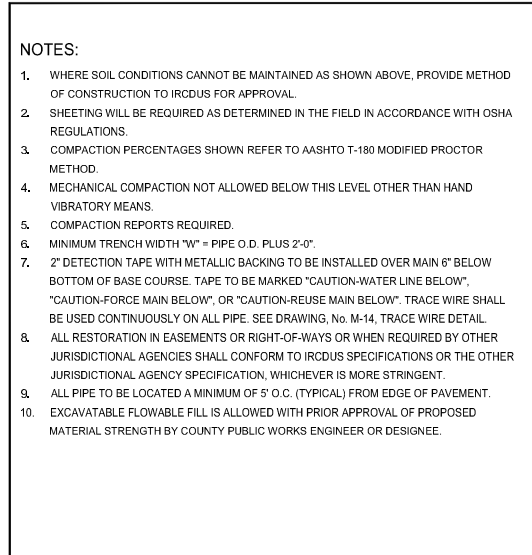 NOTES:
1. WHERE SOIL CONDITIONS CANNOT BE MAINTAINED AS SHOWN ABOVE, PROVIDE METHOD
OF CONSTRUCTION TO IRCDUS FOR APPROVAL.
2. SHEETING WILL BE REQUIRED AS DETERMINED IN THE FIELD IN ACCORDANCE WITH OSHA
REGULATIONS.
3. COMPACTION PERCENTAGES SHOWN REFER TO AASHTO T-180 MODIFIED PROCTOR
METHOD.
4. MECHANICAL COMPACTION NOT ALLOWED BELOW THIS LEVEL OTHER THAN HAND
VIBRATORY MEANS.
5. COMPACTION REPORTS REQUIRED.
6. MINIMUM TRENCH WIDTH "W" = PIPE O.D. PLUS 2'-0".
7. 2" DETECTION TAPE WITH METALLIC BACKING TO BE INSTALLED OVER MAIN 6" BELOW
BOTTOM OF BASE COURSE. TAPE TO BE MARKED "CAUTION-WATER LINE BELOW",
"CAUTION-FORCE MAIN BELOW", OR "CAUTION-REUSE MAIN BELOW". TRACE WIRE SHALL
BE USED CONTINUOUSLY ON ALL PIPE. SEE DRAWING, No. M-14, TRACE WIRE DETAIL.
8. ALL RESTORATION IN EASEMENTS OR RIGHT-OF-WAYS OR WHEN REQUIRED BY OTHER
JURISDICTIONAL AGENCIES SHALL CONFORM TO IRCDUS SPECIFICATIONS OR THE OTHER
JURISDICTIONAL AGENCY SPECIFICATION, WHICHEVER IS MORE STRINGENT.
9. ALL PIPE TO BE LOCATED A MINIMUM OF 5' O.C. (TYPICAL) FROM EDGE OF PAVEMENT.
10. EXCAVATABLE FLOWABLE FILL IS ALLOWED WITH PRIOR APPROVAL OF PROPOSED
MATERIAL STRENGTH BY COUNTY PUBLIC WORKS ENGINEER OR DESIGNEE.